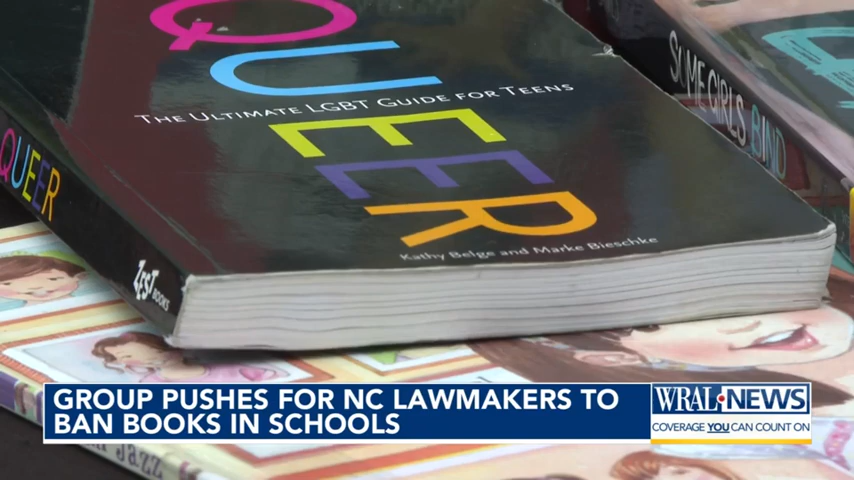 QUEER
THE ULTIMATE LGBT GUIDE FOR TEENS
Kathy Belge and Marke Bieschke
QUEER
ZEST BOOKS
SOME GIRLS BIND
Jazz
GROUP PUSHES FOR NC LAWMAKERS TO
BAN BOOKS IN SCHOOLS
WRAL NEWS
COVERAGE YOU CAN COUNT ON